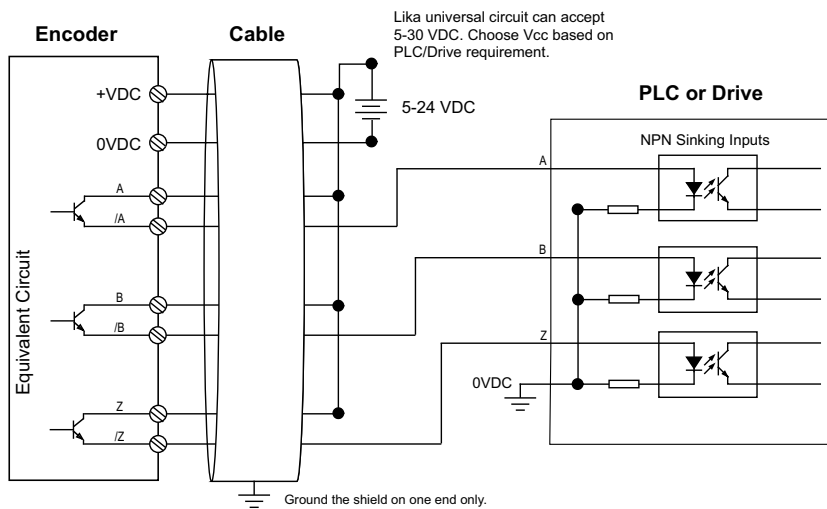 Lika universal circuit can accept
5-30 VDC. Choose Vcc based on
PLC/Drive requirement.
Encoder
Cable
PLC or Drive
+VDC
5-24 VDC
0VDC
NPN Sinking Inputs
A
A
/A
B
B
/B
Z
Z
/Z
0VDC
Equivalent Circuit
Ground the shield on one end only.